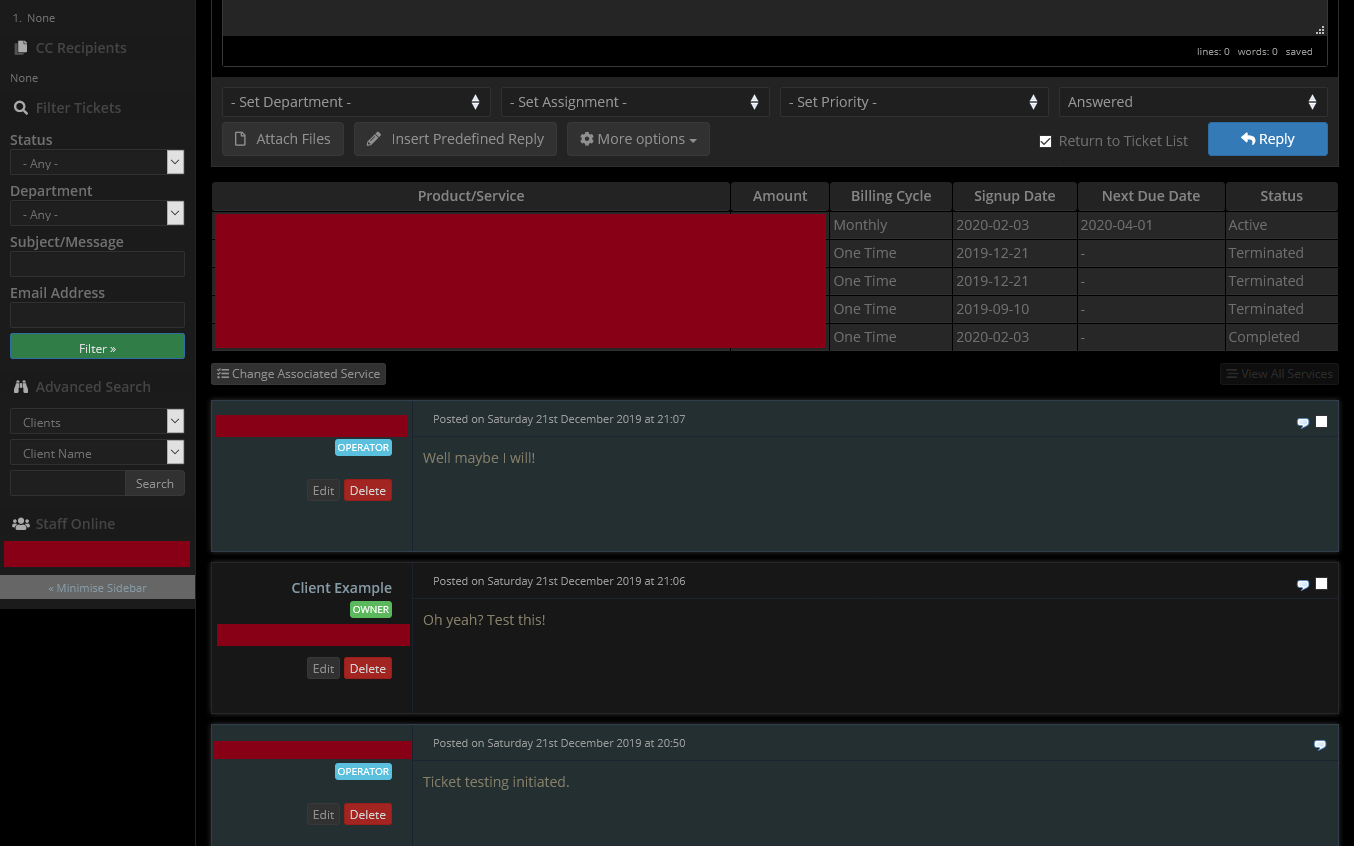 1. None
CC Recipients
None
Filter Tickets
Status
- Any -
Department
- Any -
Subject/Message
Email Address
Filter »
Advanced Search
Clients
Client Name
Search
Staff Online
« Minimise Sidebar
lines: 0 words: 0 saved
- Set Department - - Set Assignment - - Set Priority - Answered
Attach Files Insert Predefined Reply More options Return to Ticket List Reply
Product/Service Amount Billing Cycle Signup Date Next Due Date Status
Monthly 2020-02-03 2020-04-01 Active
One Time 2019-12-21 - Terminated
One Time 2019-12-21 - Terminated
One Time 2019-09-10 - Terminated
One Time 2020-02-03 - Completed
Change Associated Service View All Services
Posted on Saturday 21st December 2019 at 21:07
OPERATOR
Well maybe I will!
Edit Delete
Posted on Saturday 21st December 2019 at 21:06
Client Example
OWNER
Oh yeah? Test this!
Edit Delete
Posted on Saturday 21st December 2019 at 20:50
OPERATOR
Ticket testing initiated.
Edit Delete